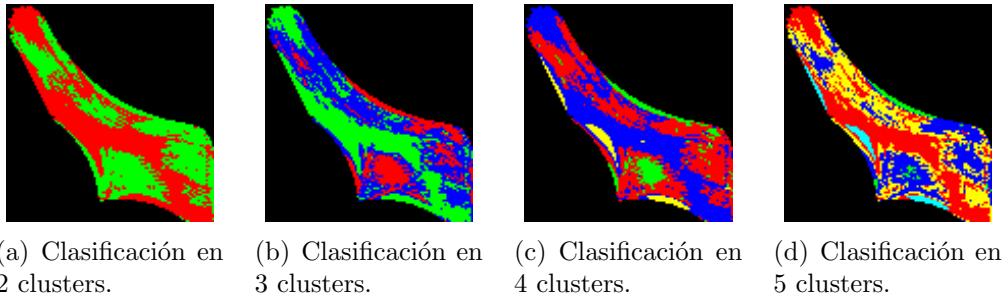 (a) Clasificación en
2 clusters.
(b) Clasificación en
3 clusters.
(c) Clasificación en
4 clusters.
(d) Clasificación en
5 clusters.